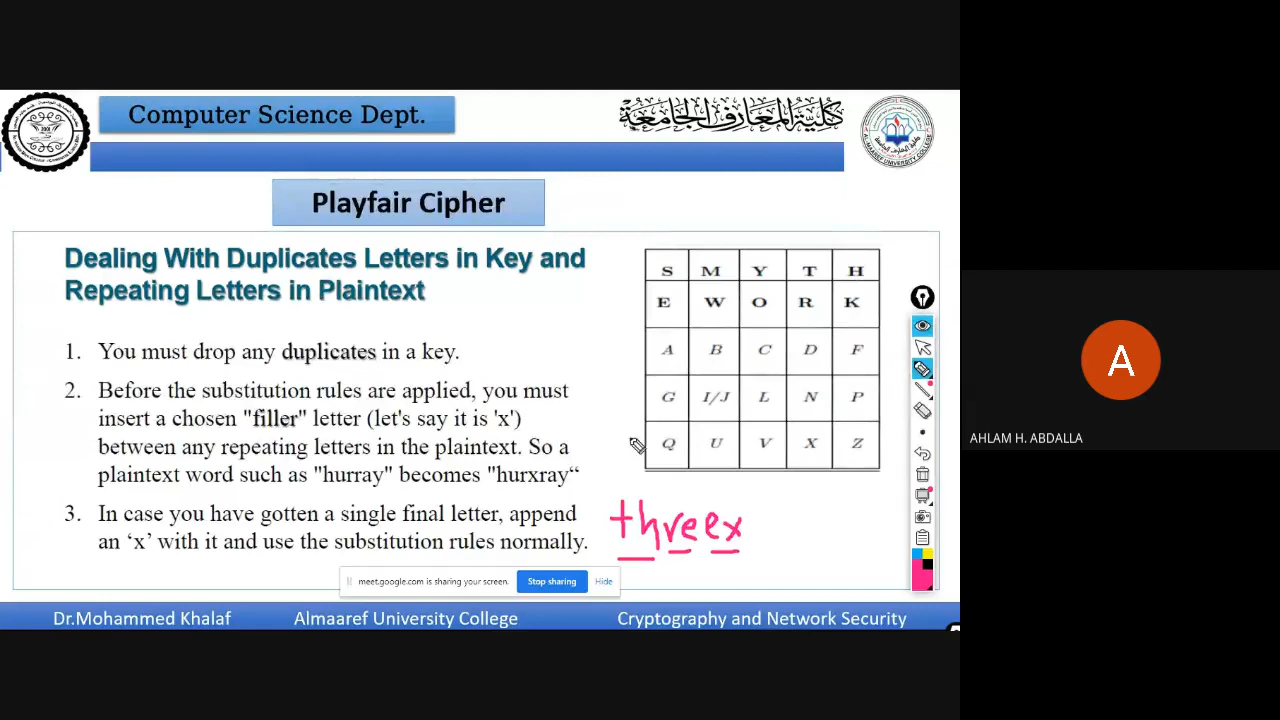 Computer Science Dept.
كلية المعارف الجامعة
Playfair Cipher
Dealing With Duplicates Letters in Key and
Repeating Letters in Plaintext
1. You must drop any duplicates in a key.
2. Before the substitution rules are applied, you must
insert a chosen "filler" letter (let's say it is 'x')
between any repeating letters in the plaintext. So a
plaintext word such as "hurray" becomes "hurxray“
3. In case you have gotten a single final letter, append
an ‘x’ with it and use the substitution rules normally.
S M Y T H
E W O R K
A B C D F
G I/J L N P
Q U V X Z
threex
meet.google.com is sharing your screen.
Stop sharing
Hide
Dr.Mohammed Khalaf
Almaaref University College
Cryptography and Network Security
A
AHLAM H. ABDALLA